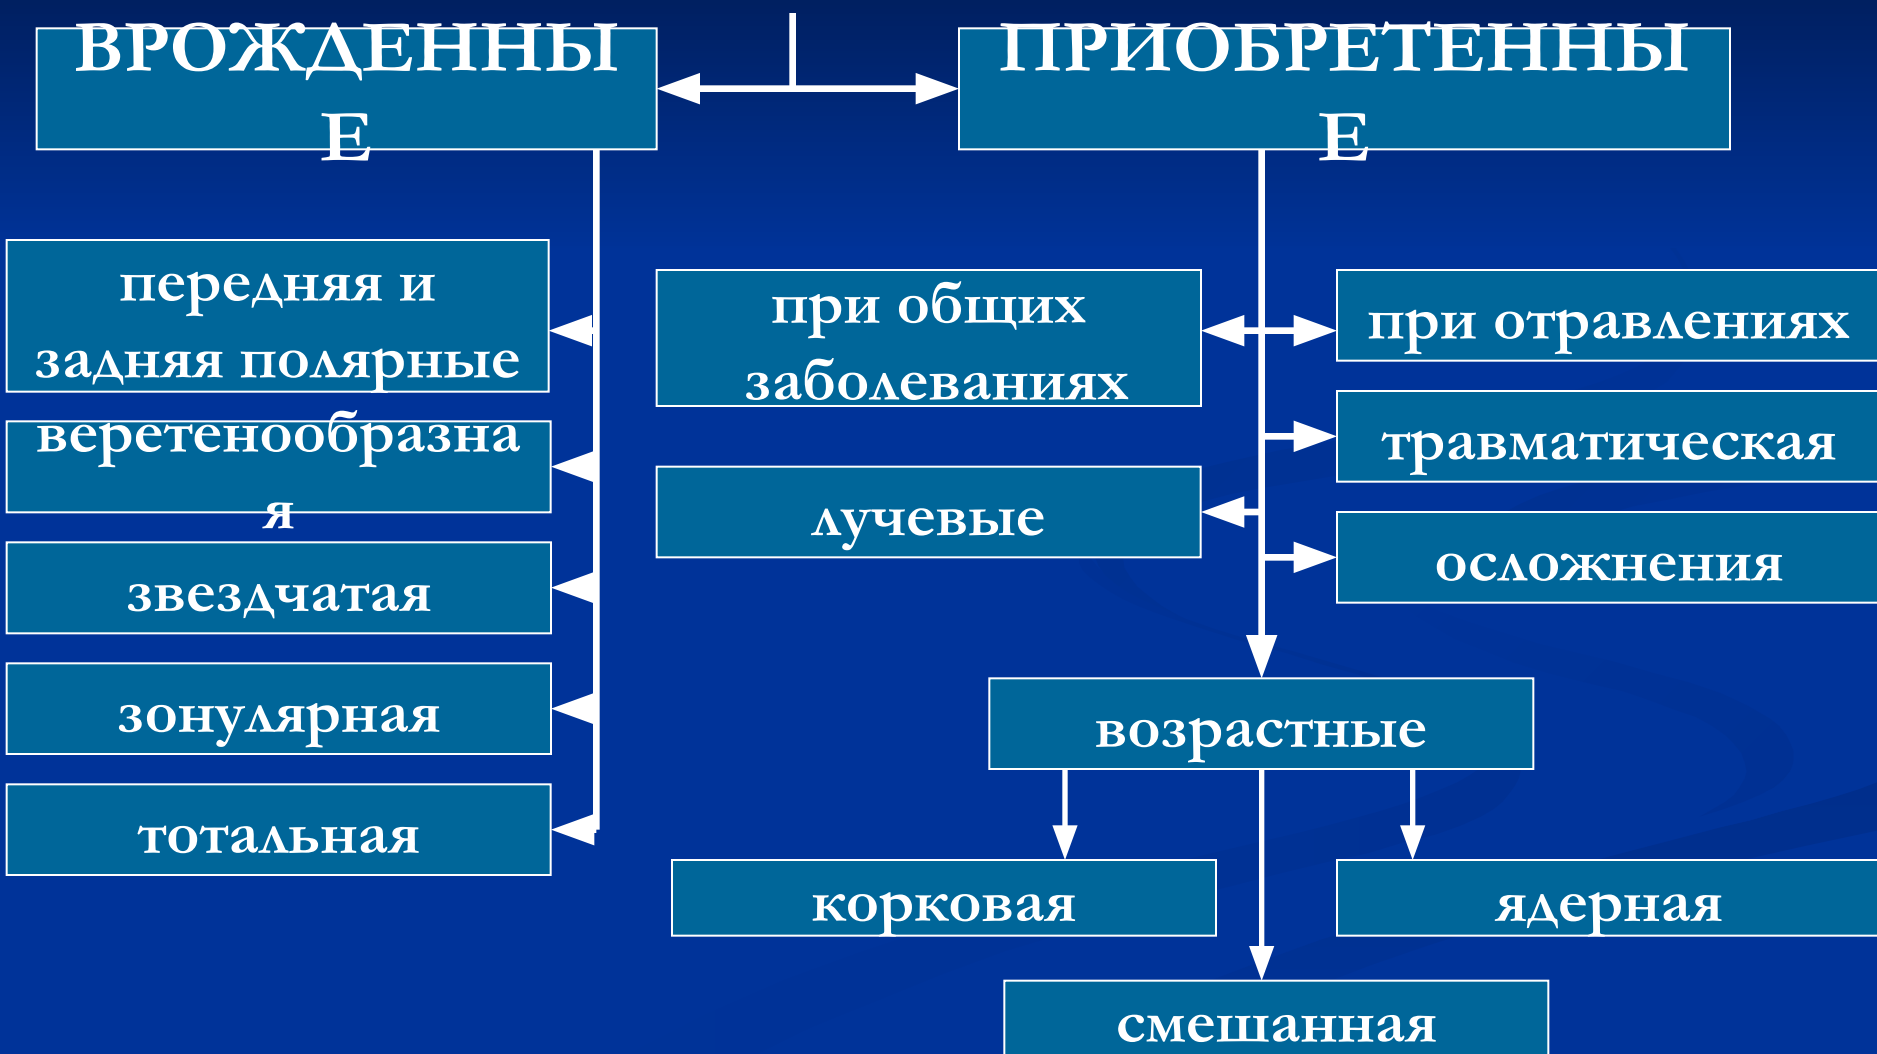 ВРОЖДЕННЫ
Е
ПРИОБРЕТЕННЫ
Е
передняя и
задняя полярные
веретенообразна
я
звездчатая
зонулярная
тотальная
при общих
заболеваниях
лучевые
при отравлениях
травматическая
осложнения
возрастные
корковая
ядерная
смешанная